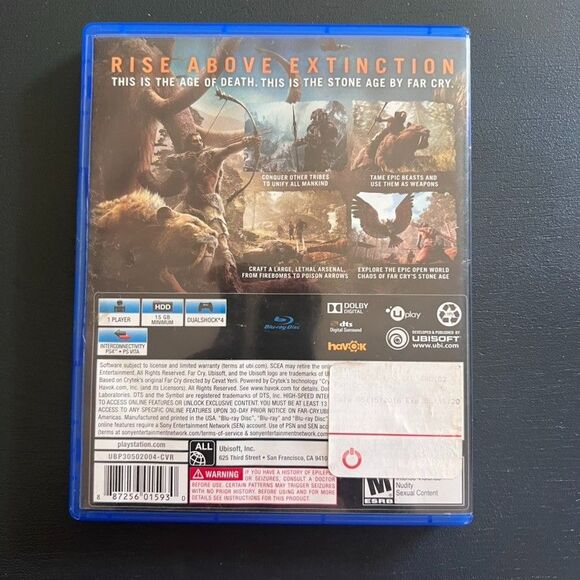 RISE ABOVE EXTINCTION
THIS IS THE AGE OF DEATH. THIS IS THE STONE AGE BY FAR CRY.
CONQUER OTHER TRIBES
TO UNIFY ALL MANKIND
TAME EPIC BEASTS AND
USE THEM AS WEAPONS
CRAFT A LARGE, LETHAL ARSENAL,
FROM FIREBOMBS TO POISON ARROWS
EXPLORE THE EPIC OPEN WORLD
CHAOS OF FAR CRY'S STONE AGE
1 PLAYER
HDD
15 GB
MINIMUM
DUALSHOCK®4
INTERCONNECTIVITY
PS4™ • PS VITA
Blu-ray Disc
DOLBY
DIGITAL
dts
Digital Surround
havok
Uplay
DEVELOPED & PUBLISHED BY
UBISOFT
www.ubi.com
Software subject to license and limited warranty (terms at ubi.com). SCEA may retire the onl
Entertainment. All Rights Reserved. Far Cry, Ubisoft, and the Ubisoft logo are trademarks of U
Based on Crytek's original Far Cry directed by Cevat Yerli. Powered by Crytek's technology "Cry
Havok.com, Inc. (and its Licensors). All Rights Reserved. See www.havok.com for details. Dol
Laboratories. DTS and the Symbol are registered trademarks of DTS, Inc. HIGH-SPEED INTE
TO ACCESS ONLINE FEATURES OR UNLOCK EXCLUSIVE CONTENT. YOU MUST BE AT LEAST 13
ACCESS TO ANY SPECIFIC ONLINE FEATURES UPON 30-DAY PRIOR NOTICE ON FAR-CRY.UBI
Americas. Manufactured and printed in the USA. "Blu-ray Disc", "Blu-ray
online features require a Sony Entertainment Network (SEN) account. Use of PSN and SEN accou
at sonyentertainmentnetwork.com/terms-of-service & sonyentertainmentnetwork.com/
playstation.com
UBP30502004-CVR
ALL
Ubisoft, Inc.
625 Third Street • San Francisco, CA 9410
WARNING
IF YOU HAVE A HISTORY OF EPILEP
OR SEIZURES, CONSULT A DOCTOR
BEFORE USE. CERTAIN PATTERNS MAY TRIGGER SEIZURES
WITH NO PRIOR HISTORY. BEFORE USING AND FOR MORE
DETAILS SEE INSTRUCTIONS FOR THIS PRODUCT.
8 87256 01593 0
M
ESRB
Nudity
Sexual Content